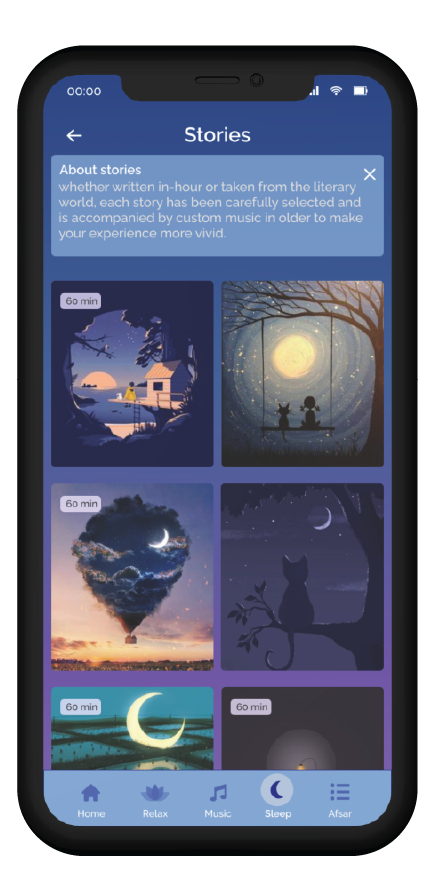 00:00
Stories
About stories
whether written in-hour or taken from the literary
world, each story has been carefully selected and
is accompanied by custom music in older to make
your experience more vivid.
60 min
60 min
60 min
60 min
Home
Relax
Music
Sleep
Afsar